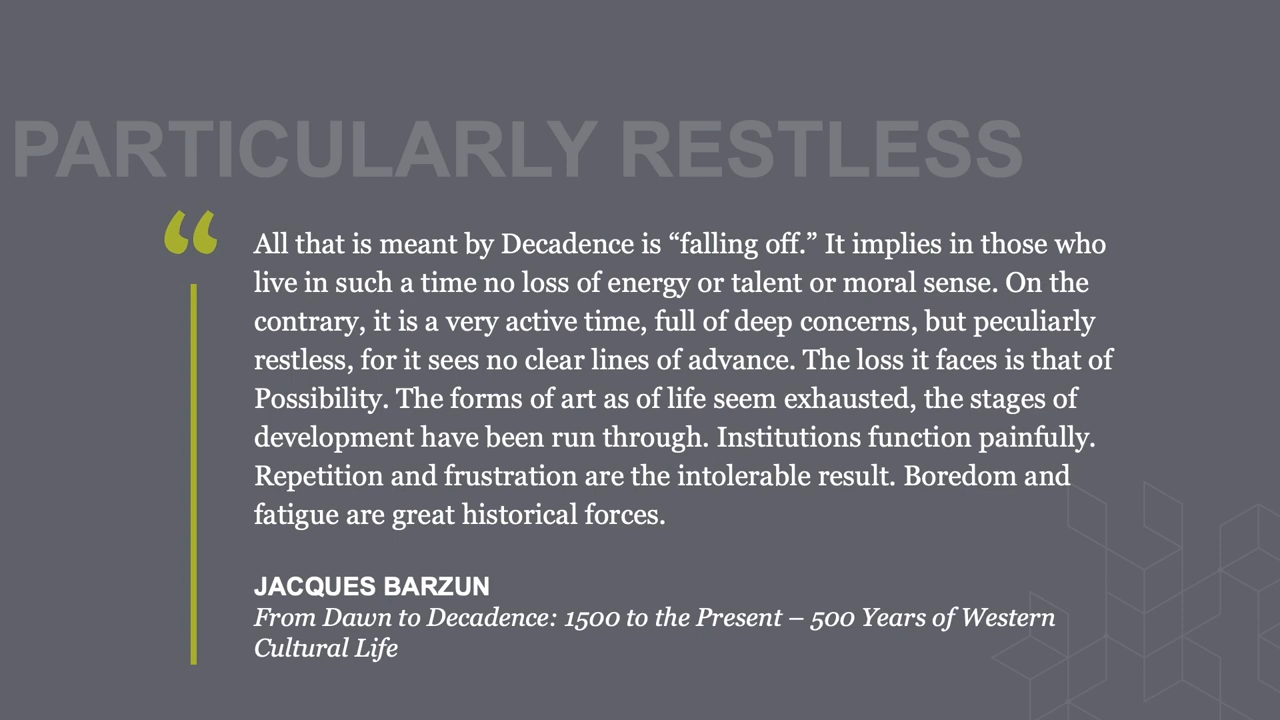 PARTICULARLY RESTLESS
“
All that is meant by Decadence is “falling off.” It implies in those who
live in such a time no loss of energy or talent or moral sense. On the
contrary, it is a very active time, full of deep concerns, but peculiarly
restless, for it sees no clear lines of advance. The loss it faces is that of
Possibility. The forms of art as of life seem exhausted, the stages of
development have been run through. Institutions function painfully.
Repetition and frustration are the intolerable result. Boredom and
fatigue are great historical forces.
JACQUES BARZUN
From Dawn to Decadence: 1500 to the Present – 500 Years of Western
Cultural Life